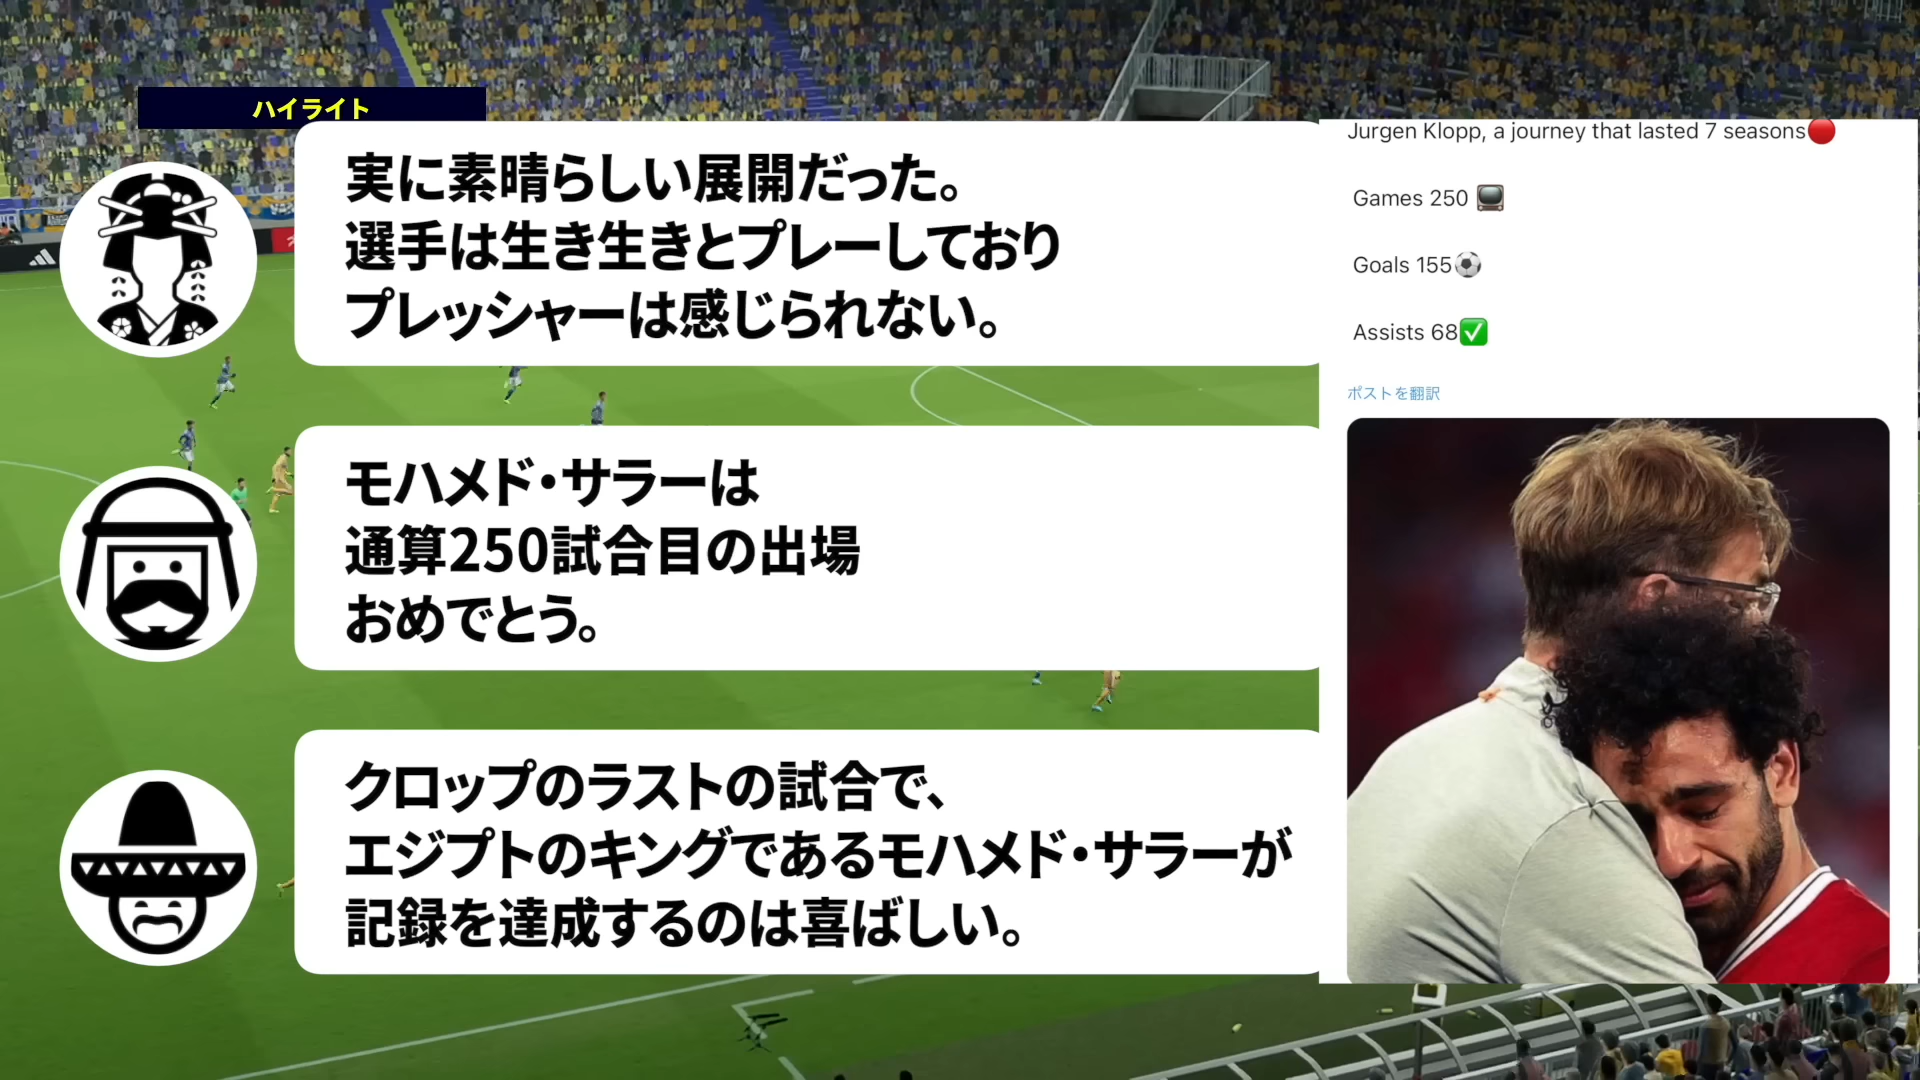 ハイライト
実に素晴らしい展開だった。
選手は生き生きとプレーしており
プレッシャーは感じられない。
モハメド・サラーは
通算250試合目の出場
おめでとう。
クロップのラストの試合で、
エジプトのキングであるモハメド・サラーが
記録を達成するのは喜ばしい。
Jurgen Klopp, a journey that lasted 7 seasons🔴
Games 250 📺
Goals 155⚽
Assists 68✅
ポストを翻訳